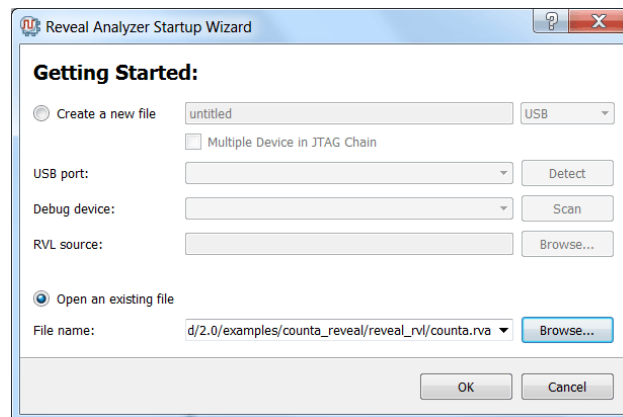 Reveal Analyzer Startup Wizard
Getting Started:
Create a new file untitled USB
Multiple Device in JTAG Chain
USB port: Detect
Debug device: Scan
RVL source: Browse...
Open an existing file
File name: d/2.0/examples/counta_reveal/reveal_rvl/counta.rva Browse...
OK Cancel